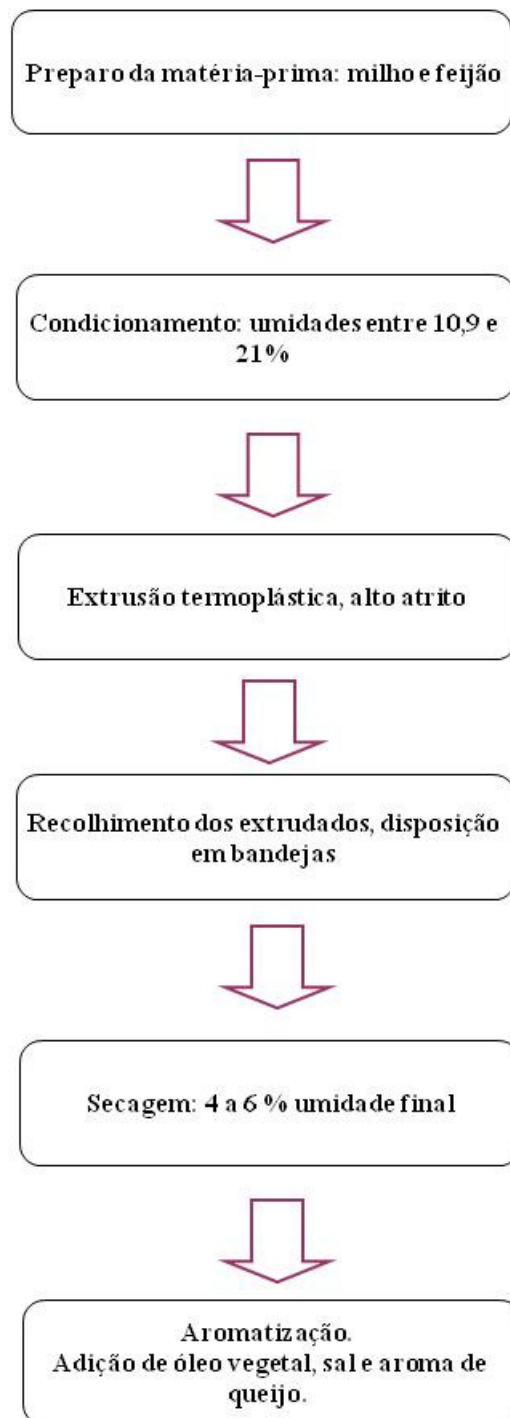 Preparo da matéria-prima: milho e feijão
Condicionamento: umidades entre 10,9 e
21%
Extrusão termoplástica, alto atrito
Recolhimento dos extrudados, disposição
em bandejas
Secagem: 4 a 6 % umidade final
Aromatização.
Adição de óleo vegetal, sal e aroma de
queijo.